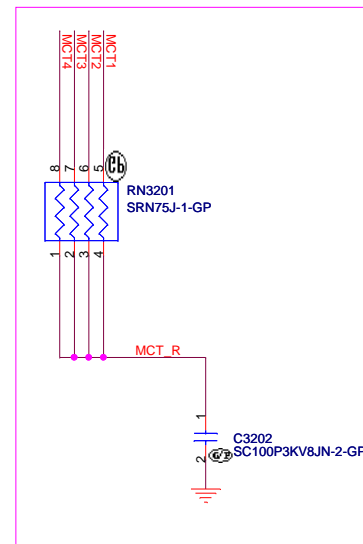 MCT4
MCT3
MCT2
MCT1
8
7
6
5
RN3201
SRN75J-1-GP
1
2
3
4
MCT_R
1
C3202
SC100P3KV8JN-2-GP
2
G/P